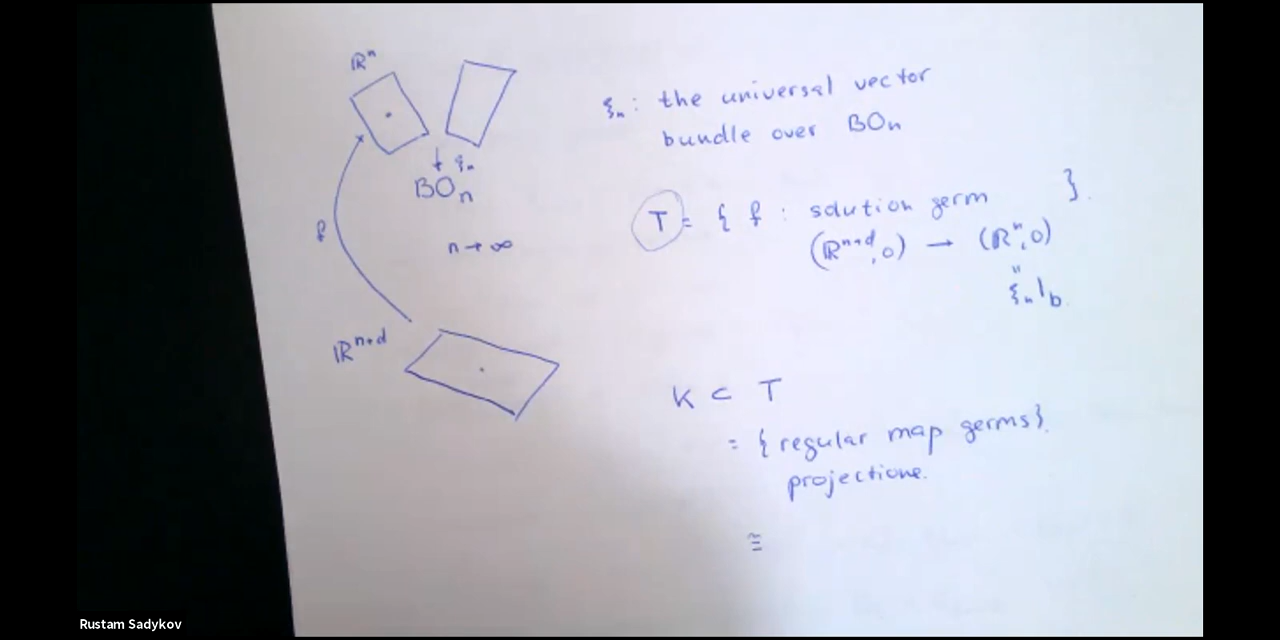 ℝⁿ
ξₙ : the universal vector
bundle over BOₙ
↓ ξₙ
BOₙ
n → ∞
f
T = { f : solution germ }
(ℝⁿ⁺ᵈ, 0) → (ℝⁿ, 0)
"
ξₙ|b
ℝⁿ⁺ᵈ
K ⊂ T
= { regular map germs }.
projections.
≅
Rustam Sadykov